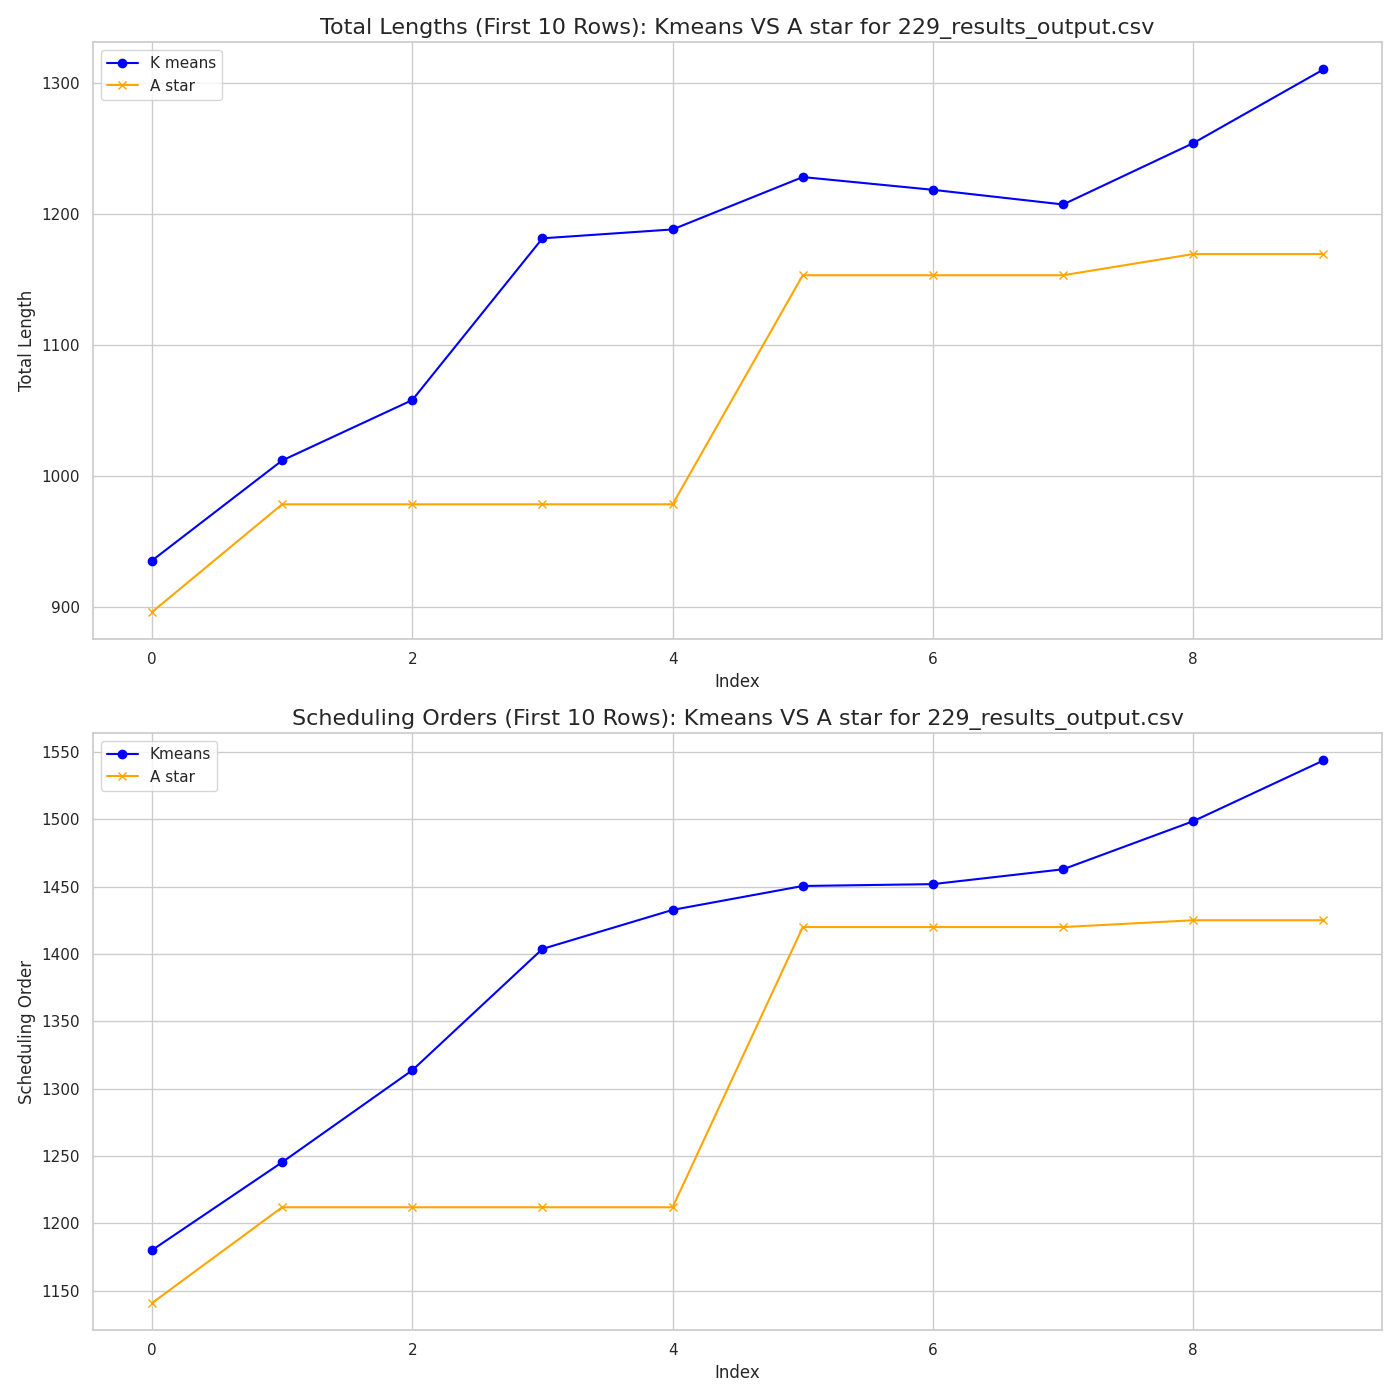 Total Lengths (First 10 Rows): Kmeans VS A star for 229_results_output.csv
K means
A star
1300
1200
1100
1000
900
Total Length
0 2 4 6 8
Index
Scheduling Orders (First 10 Rows): Kmeans VS A star for 229_results_output.csv
Kmeans
A star
1550
1500
1450
1400
1350
1300
1250
1200
1150
Scheduling Order
0 2 4 6 8
Index